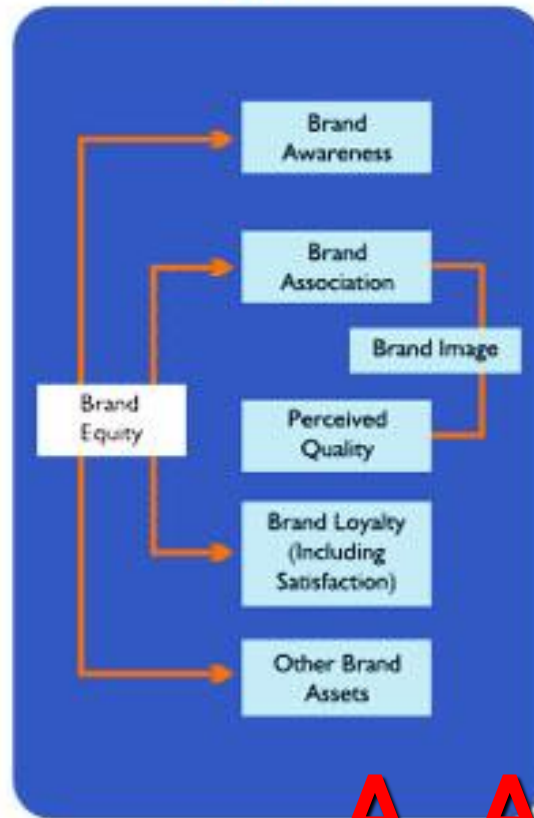 Brand
Awareness
Brand
Association
Brand Image
Brand
Equity
Perceived
Quality
Brand Loyalty
(Including
Satisfaction)
Other Brand
Assets